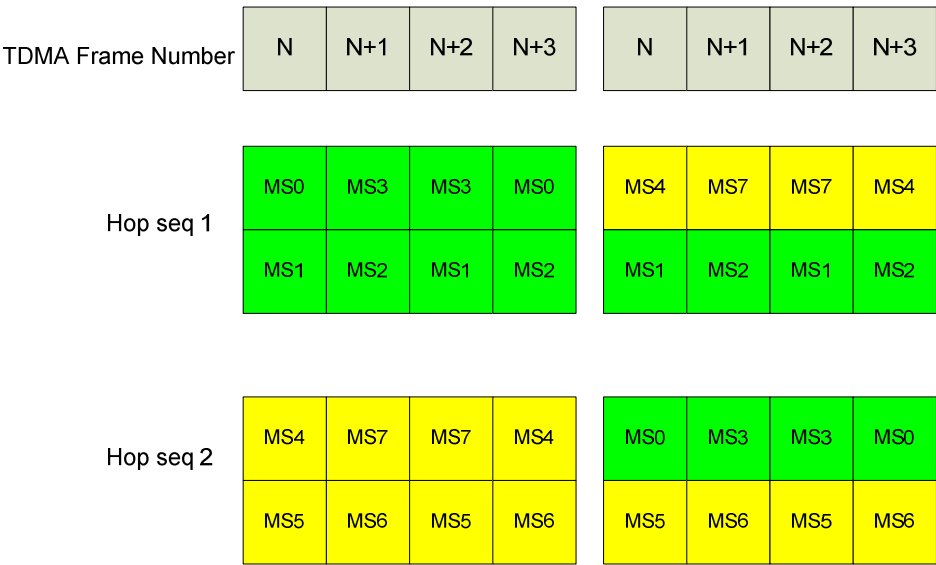 TDMA Frame Number N N+1 N+2 N+3 N N+1 N+2 N+3
Hop seq 1
MS0 MS3 MS3 MS0 MS4 MS7 MS7 MS4
MS1 MS2 MS1 MS2 MS1 MS2 MS1 MS2
Hop seq 2
MS4 MS7 MS7 MS4 MS0 MS3 MS3 MS0
MS5 MS6 MS5 MS6 MS5 MS6 MS5 MS6